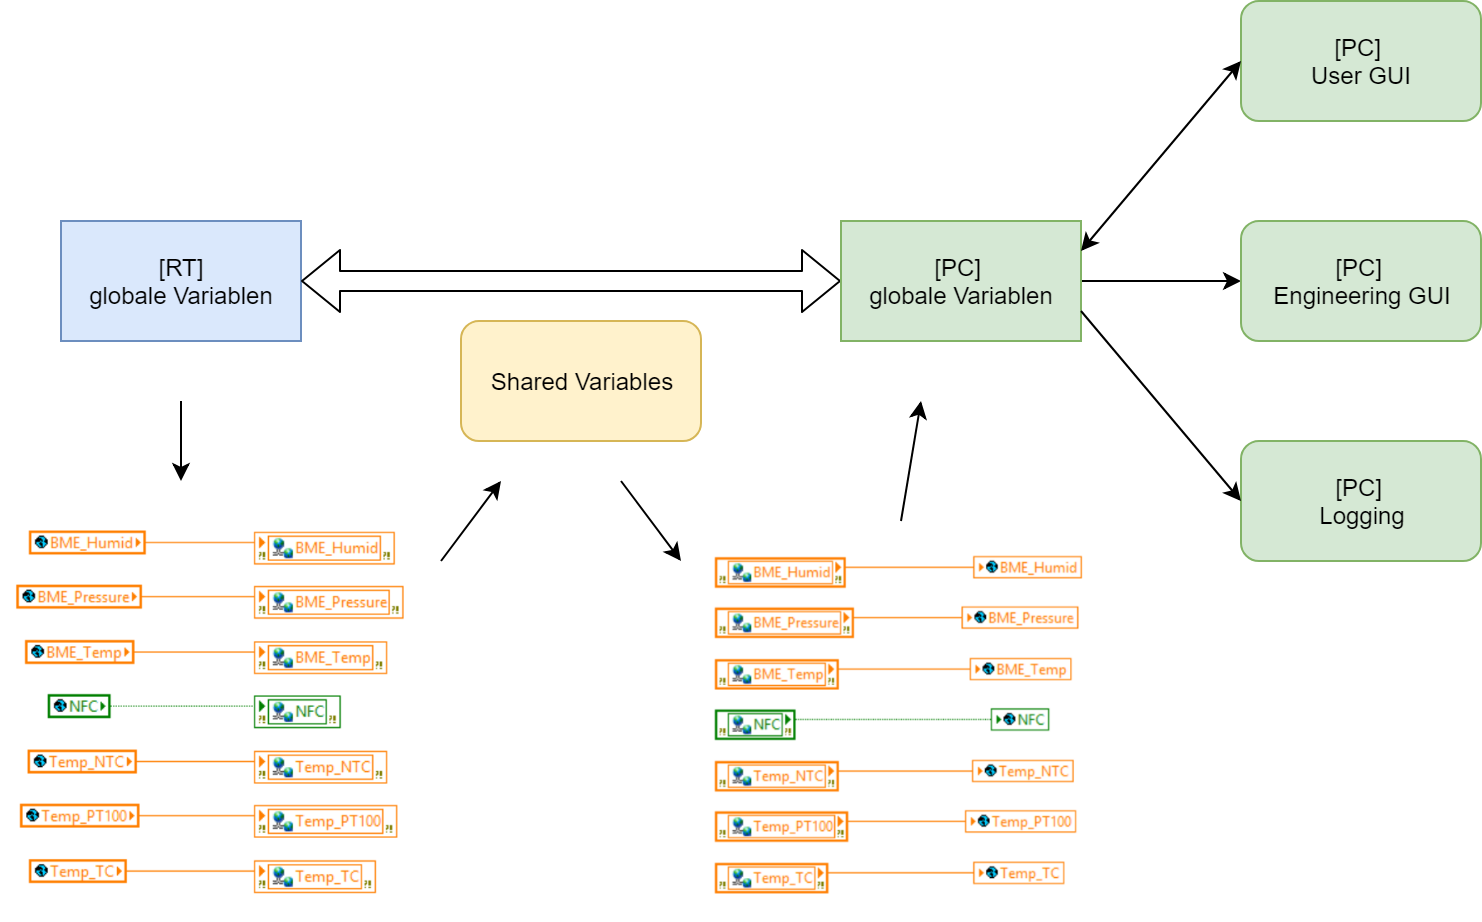 [PC]
User GUI
[RT]
globale Variablen
[PC]
globale Variablen
[PC]
Engineering GUI
Shared Variables
[PC]
Logging
BME_Humid
BME_Humid
BME_Pressure
BME_Pressure
BME_Temp
BME_Temp
NFC
NFC
Temp_NTC
Temp_NTC
Temp_PT100
Temp_PT100
Temp_TC
Temp_TC
BME_Humid
BME_Humid
BME_Pressure
BME_Pressure
BME_Temp
BME_Temp
NFC
NFC
Temp_NTC
Temp_NTC
Temp_PT100
Temp_PT100
Temp_TC
Temp_TC